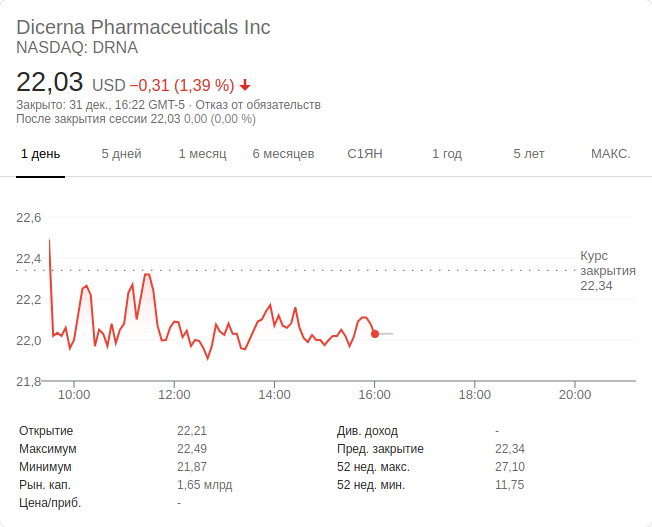 Dicerna Pharmaceuticals Inc
NASDAQ: DRNA
22,03 USD −0,31 (1,39 %)
Закрыто: 31 дек., 16:22 GMT-5 · Отказ от обязательств
После закрытия сессии 22,03 0,00 (0,00 %)
1 день 5 дней 1 месяц 6 месяцев С1ЯН 1 год 5 лет МАКС.
22,6
22,4
22,2
22,0
21,8
Курс
закрытия
22,34
10:00 12:00 14:00 16:00 18:00 20:00
Открытие 22,21 Див. доход -
Максимум 22,49 Пред. закрытие 22,34
Минимум 21,87 52 нед. макс. 27,10
Рын. кап. 1,65 млрд 52 нед. мин. 11,75
Цена/приб. -